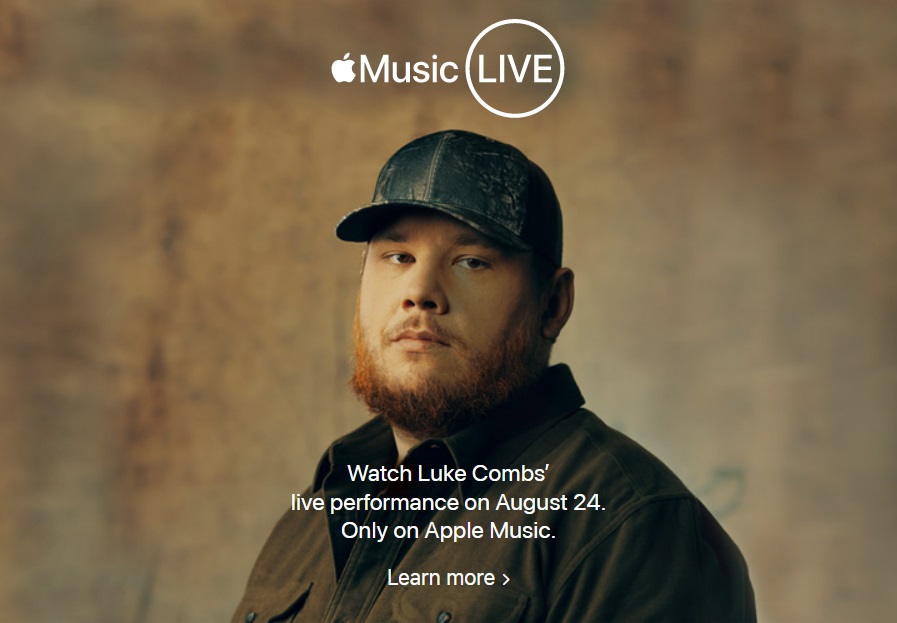 Music LIVE
Watch Luke Combs’
live performance on August 24.
Only on Apple Music.
Learn more ›